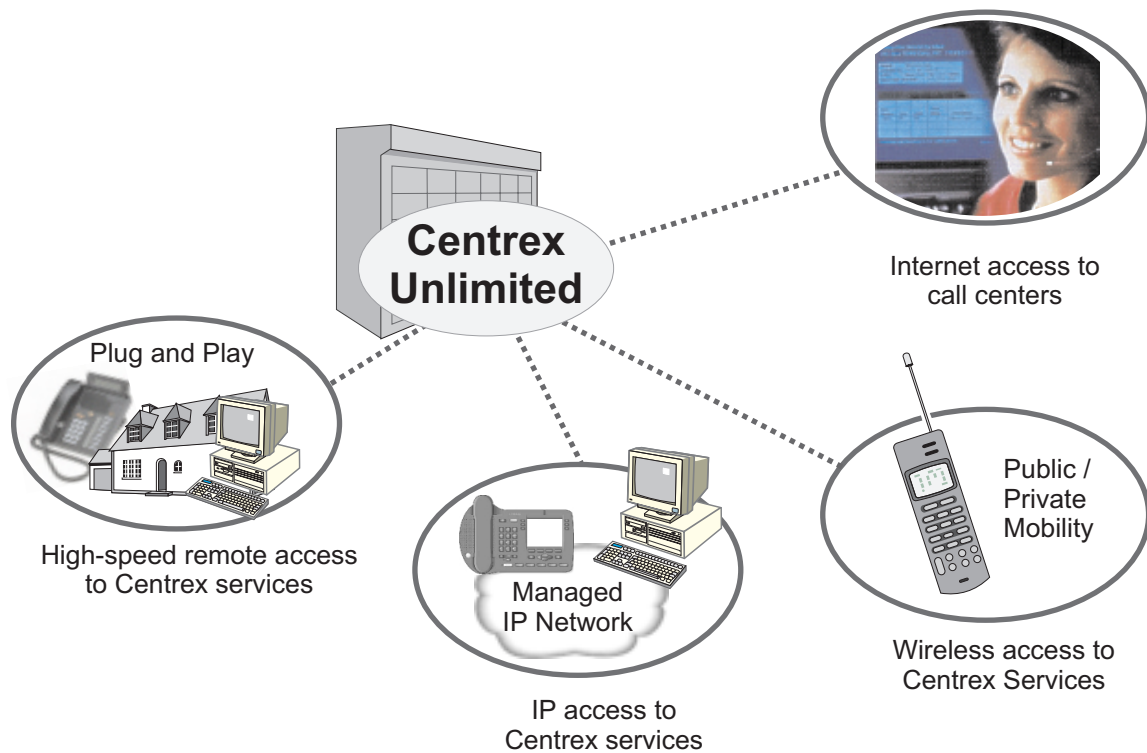 Centrex
Unlimited
Internet access to
call centers
Plug and Play
High-speed remote access
to Centrex services
Managed
IP Network
IP access to
Centrex services
Public /
Private
Mobility
Wireless access to
Centrex Services